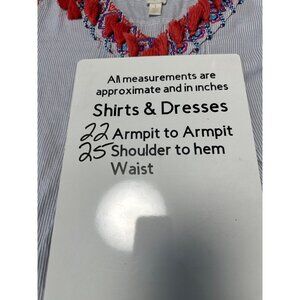 All measurements are
approximate and in inches
Shirts & Dresses
22 Armpit to Armpit
25 Shoulder to hem
Waist